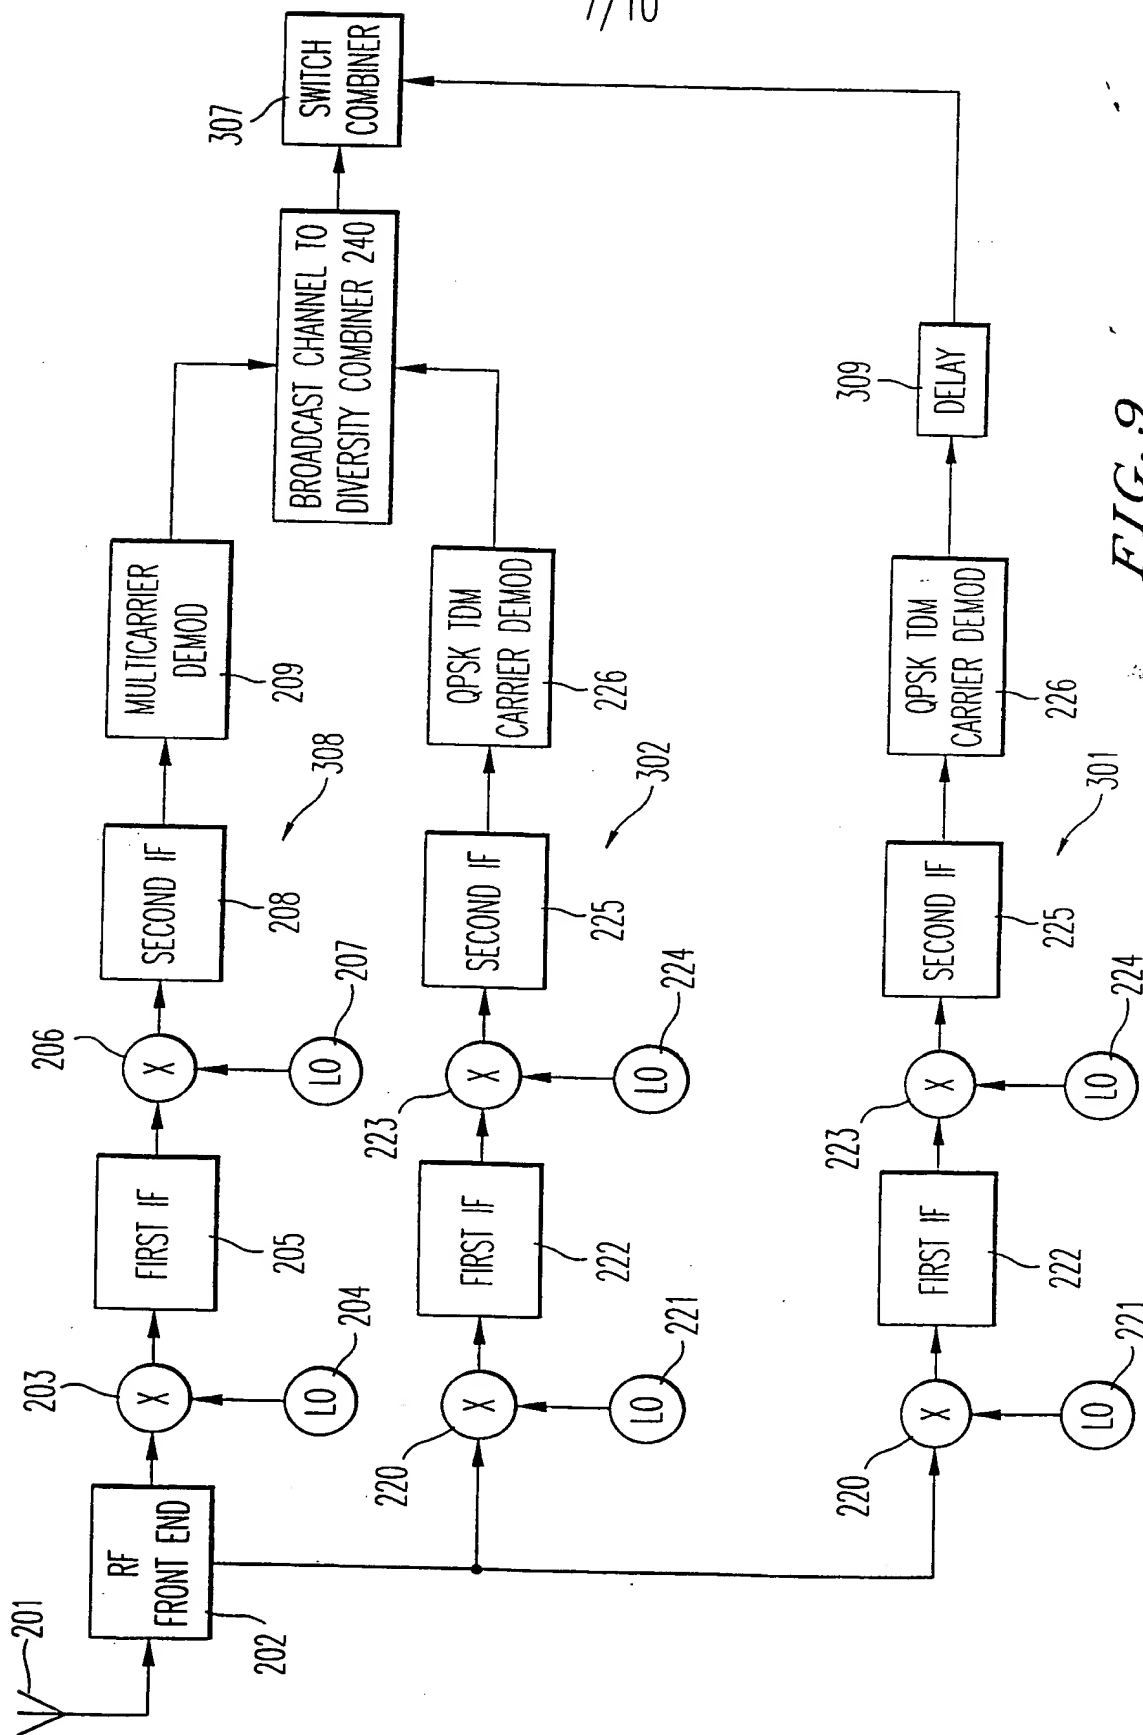 7/10
201
RF
FRONT END
202
203
X
LO
204
FIRST IF
205
206
X
LO
207
SECOND IF
208
308
MULTICARRIER
DEMOD
209
BROADCAST CHANNEL TO
DIVERSITY COMBINER 240
307
SWITCH
COMBINER
220
X
LO
221
FIRST IF
222
223
X
LO
224
SECOND IF
225
302
QPSK TDM
CARRIER DEMOD
226
220
X
LO
221
FIRST IF
222
223
X
LO
224
SECOND IF
225
301
QPSK TDM
CARRIER DEMOD
226
309
DELAY
FIG. 9